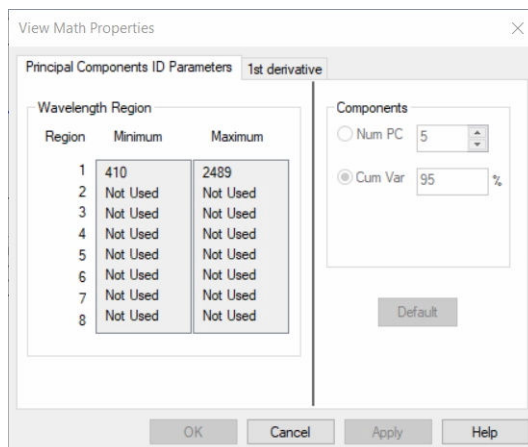 View Math Properties
Principal Components ID Parameters 1st derivative
Wavelength Region
Region Minimum Maximum
1 410 2489
2 Not Used Not Used
3 Not Used Not Used
4 Not Used Not Used
5 Not Used Not Used
6 Not Used Not Used
7 Not Used Not Used
8 Not Used Not Used
Components
Num PC 5
Cum Var 95 %
Default
OK Cancel Apply Help